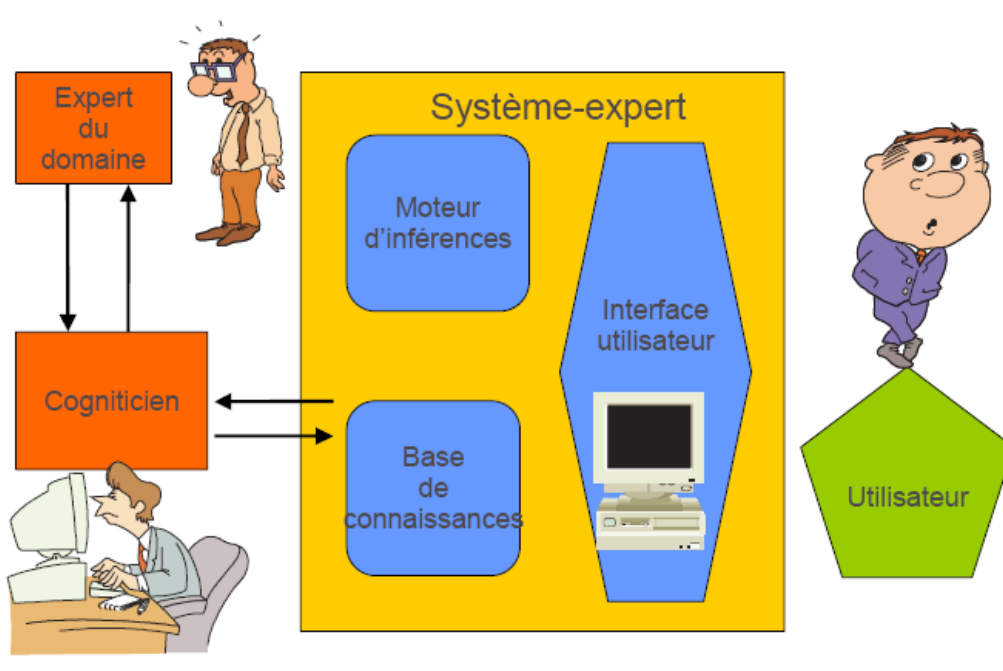 Expert
du
domaine
Système-expert
Moteur
d'inférences
Interface
utilisateur
Cogniticien
Base
de
connaissances
Utilisateur